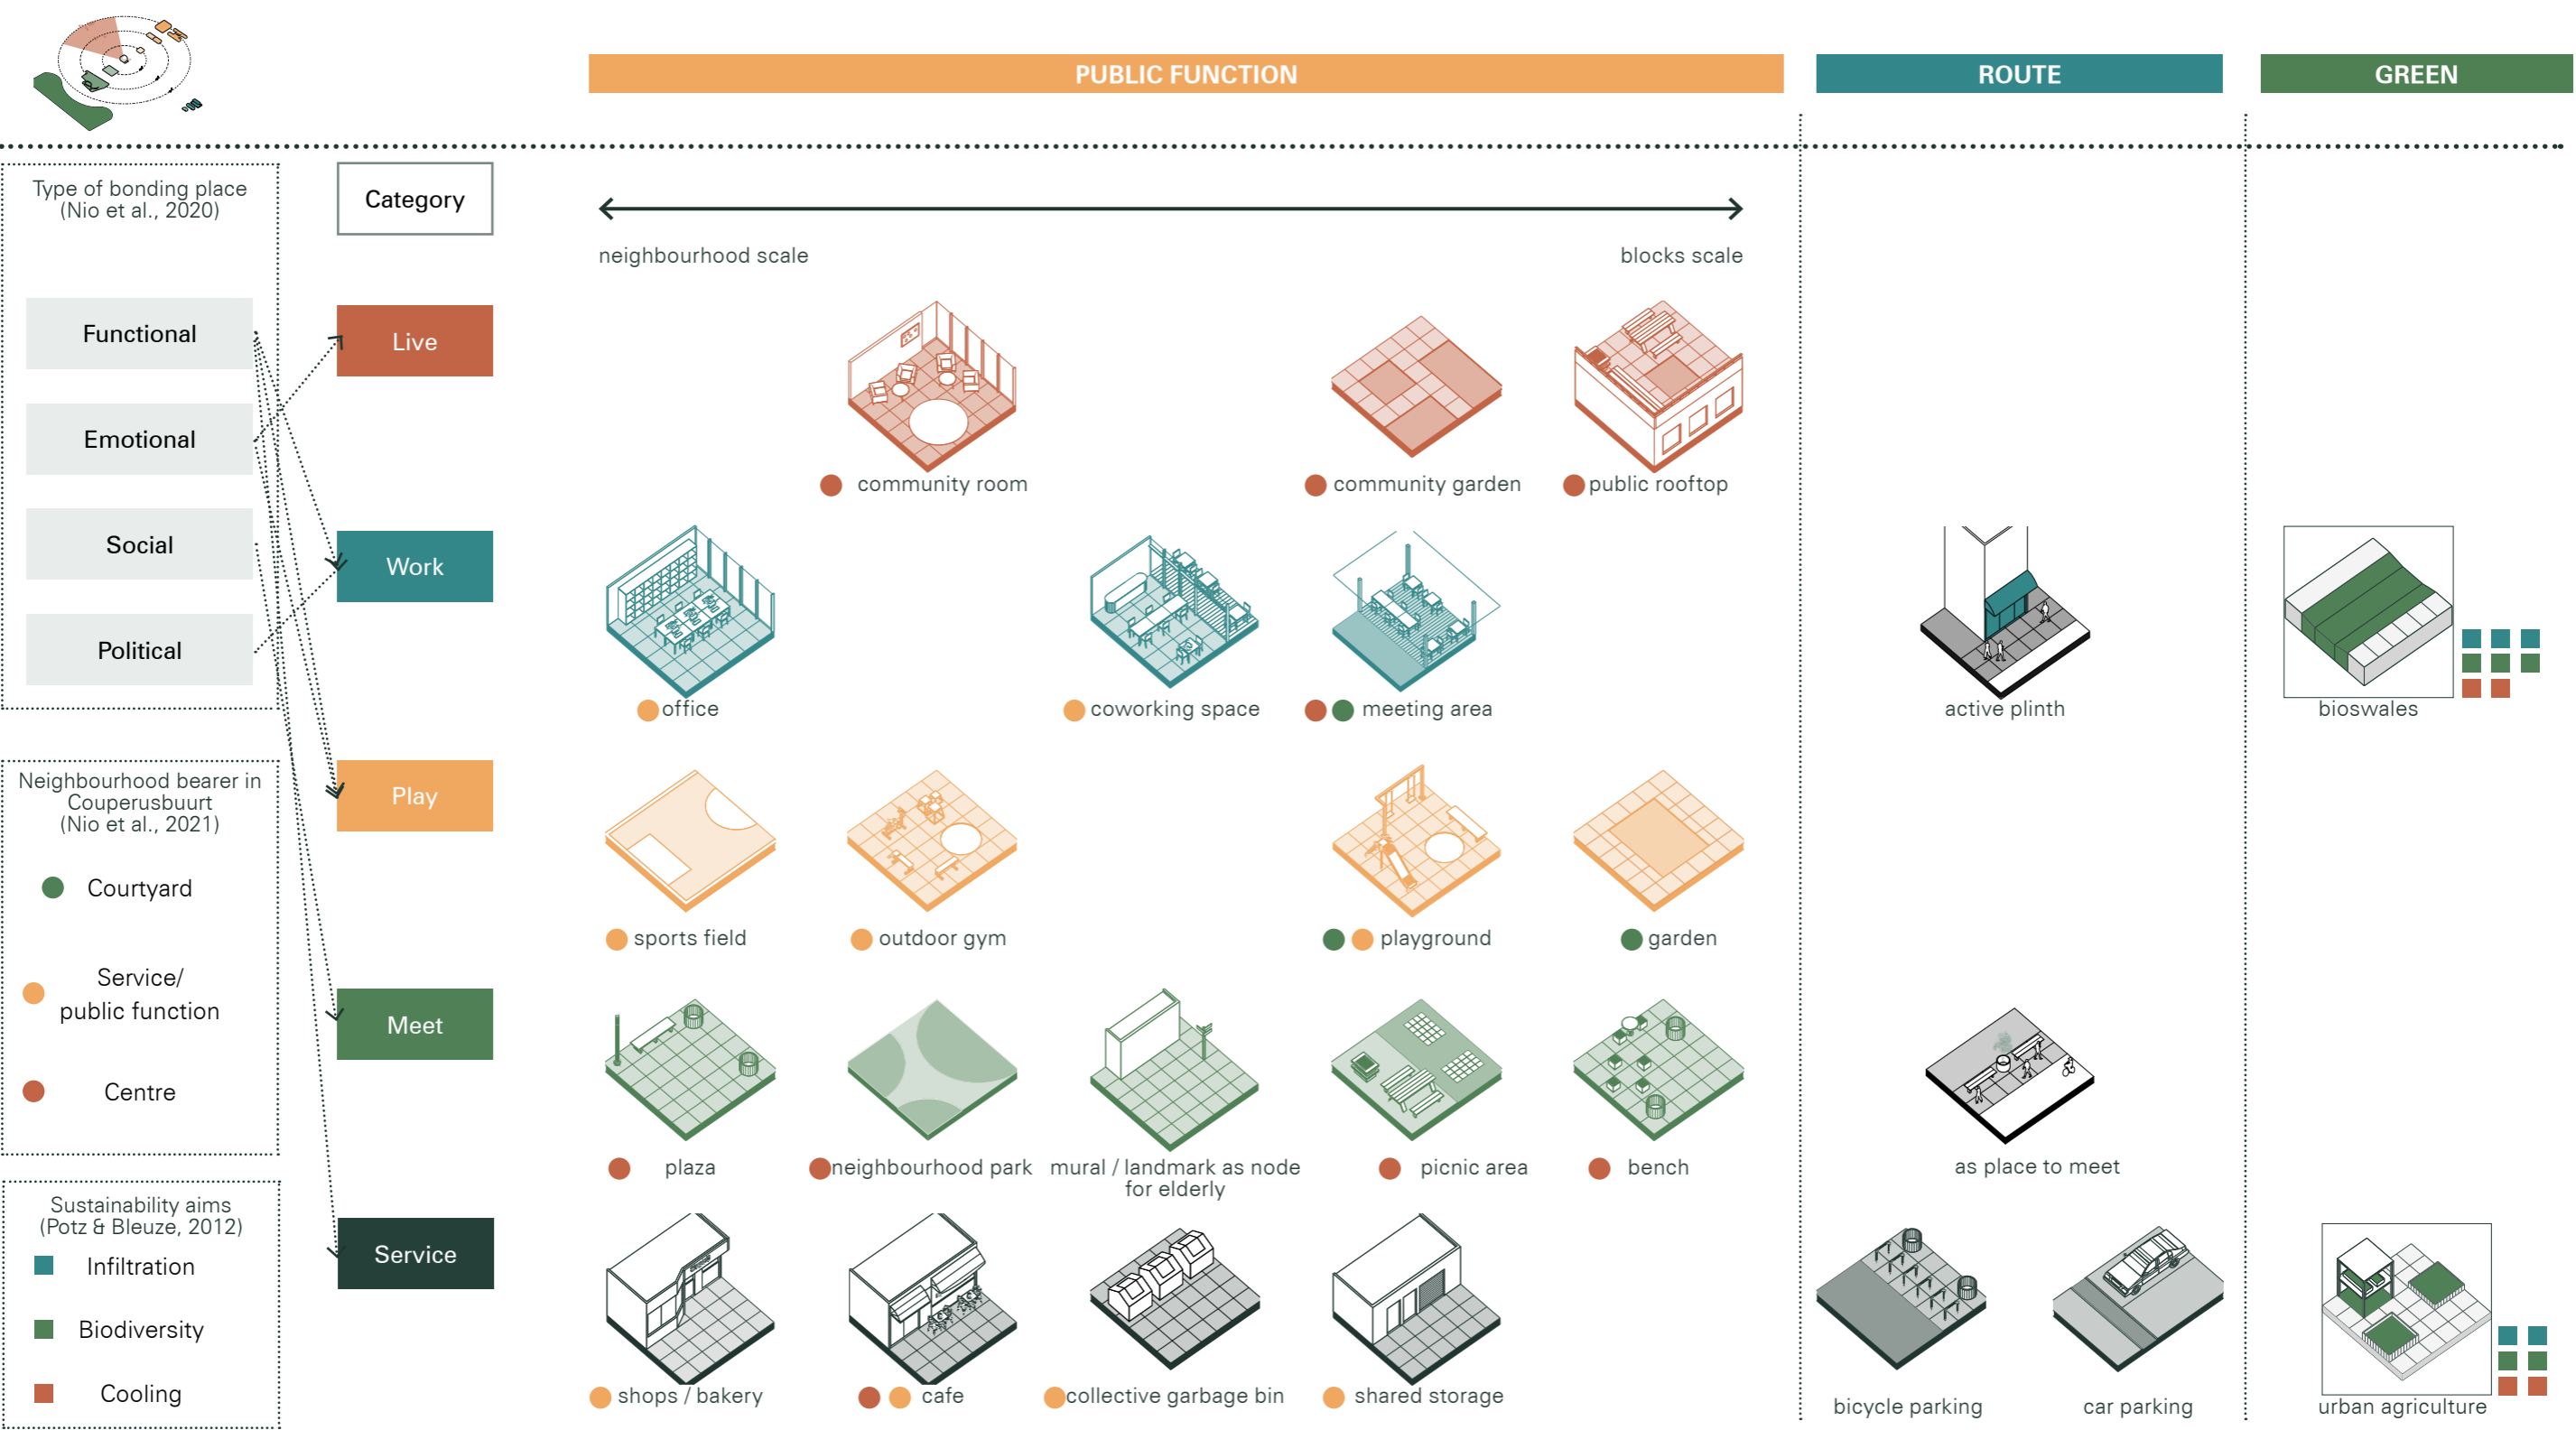 PUBLIC FUNCTION
ROUTE
GREEN
Type of bonding place
(Nio et al., 2020)
Functional
Emotional
Social
Political
Neighbourhood bearer in
Couperusbuurt
(Nio et al., 2021)
Courtyard
Service/
public function
Centre
Sustainability aims
(Potz & Bleuze, 2012)
Infiltration
Biodiversity
Cooling
Category
Live
Work
Play
Meet
Service
neighbourhood scale
blocks scale
community room
community garden
public rooftop
office
coworking space
meeting area
active plinth
bioswales
sports field
outdoor gym
playground
garden
plaza
neighbourhood park
mural / landmark as node
for elderly
picnic area
bench
as place to meet
shops / bakery
cafe
collective garbage bin
shared storage
bicycle parking
car parking
urban agriculture